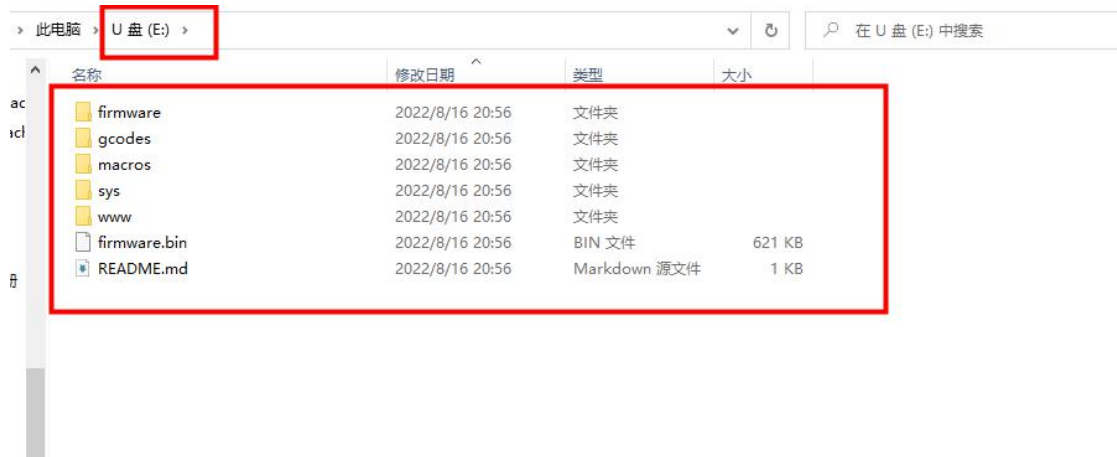 此电脑 › U 盘 (E:) › 在 U 盘 (E:) 中搜索
名称 修改日期 类型 大小
firmware 2022/8/16 20:56 文件夹
gcodes 2022/8/16 20:56 文件夹
macros 2022/8/16 20:56 文件夹
sys 2022/8/16 20:56 文件夹
www 2022/8/16 20:56 文件夹
firmware.bin 2022/8/16 20:56 BIN 文件 621 KB
README.md 2022/8/16 20:56 Markdown 源文件 1 KB